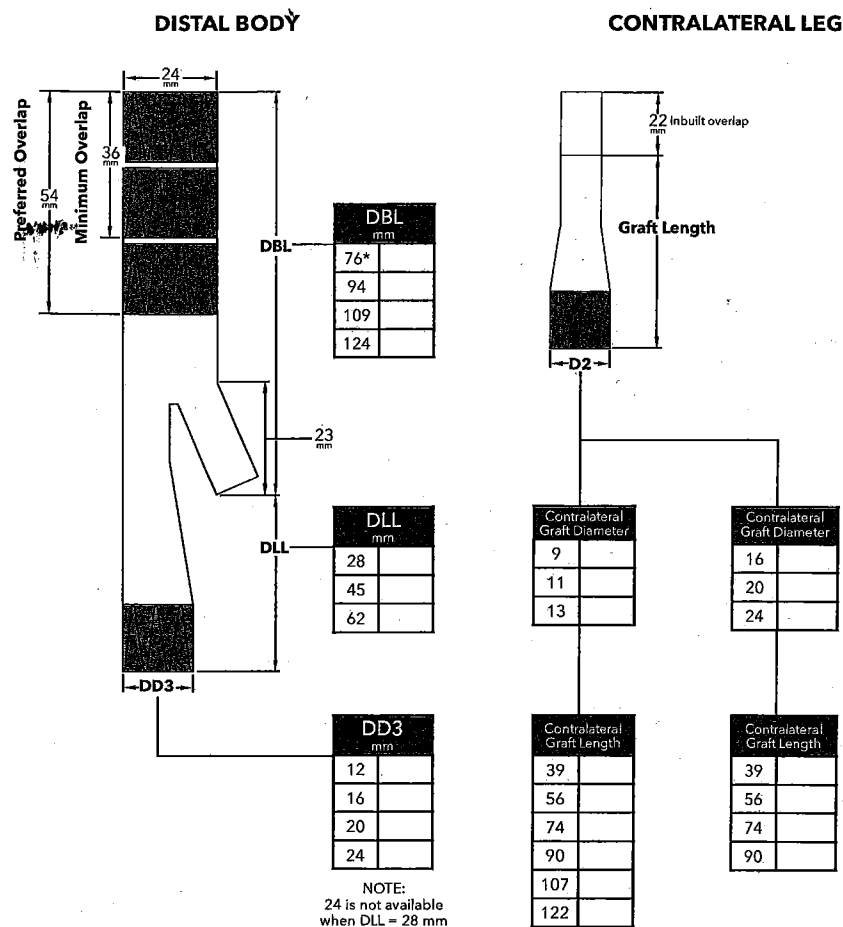 DISTAL BODY
24
mm
Preferred Overlap
54
mm
Minimum Overlap
36
mm
DBL
DBL
mm
76*
94
109
124
23
mm
DLL
DLL
mm
28
45
62
DD3
DD3
mm
12
16
20
24
NOTE:
24 is not available
when DLL = 28 mm
CONTRALATERAL LEG
22 Inbuilt overlap
mm
Graft Length
D2
Contralateral
Graft Diameter
9
11
13
Contralateral
Graft Diameter
16
20
24
Contralateral
Graft Length
39
56
74
90
107
122
Contralateral
Graft Length
39
56
74
90